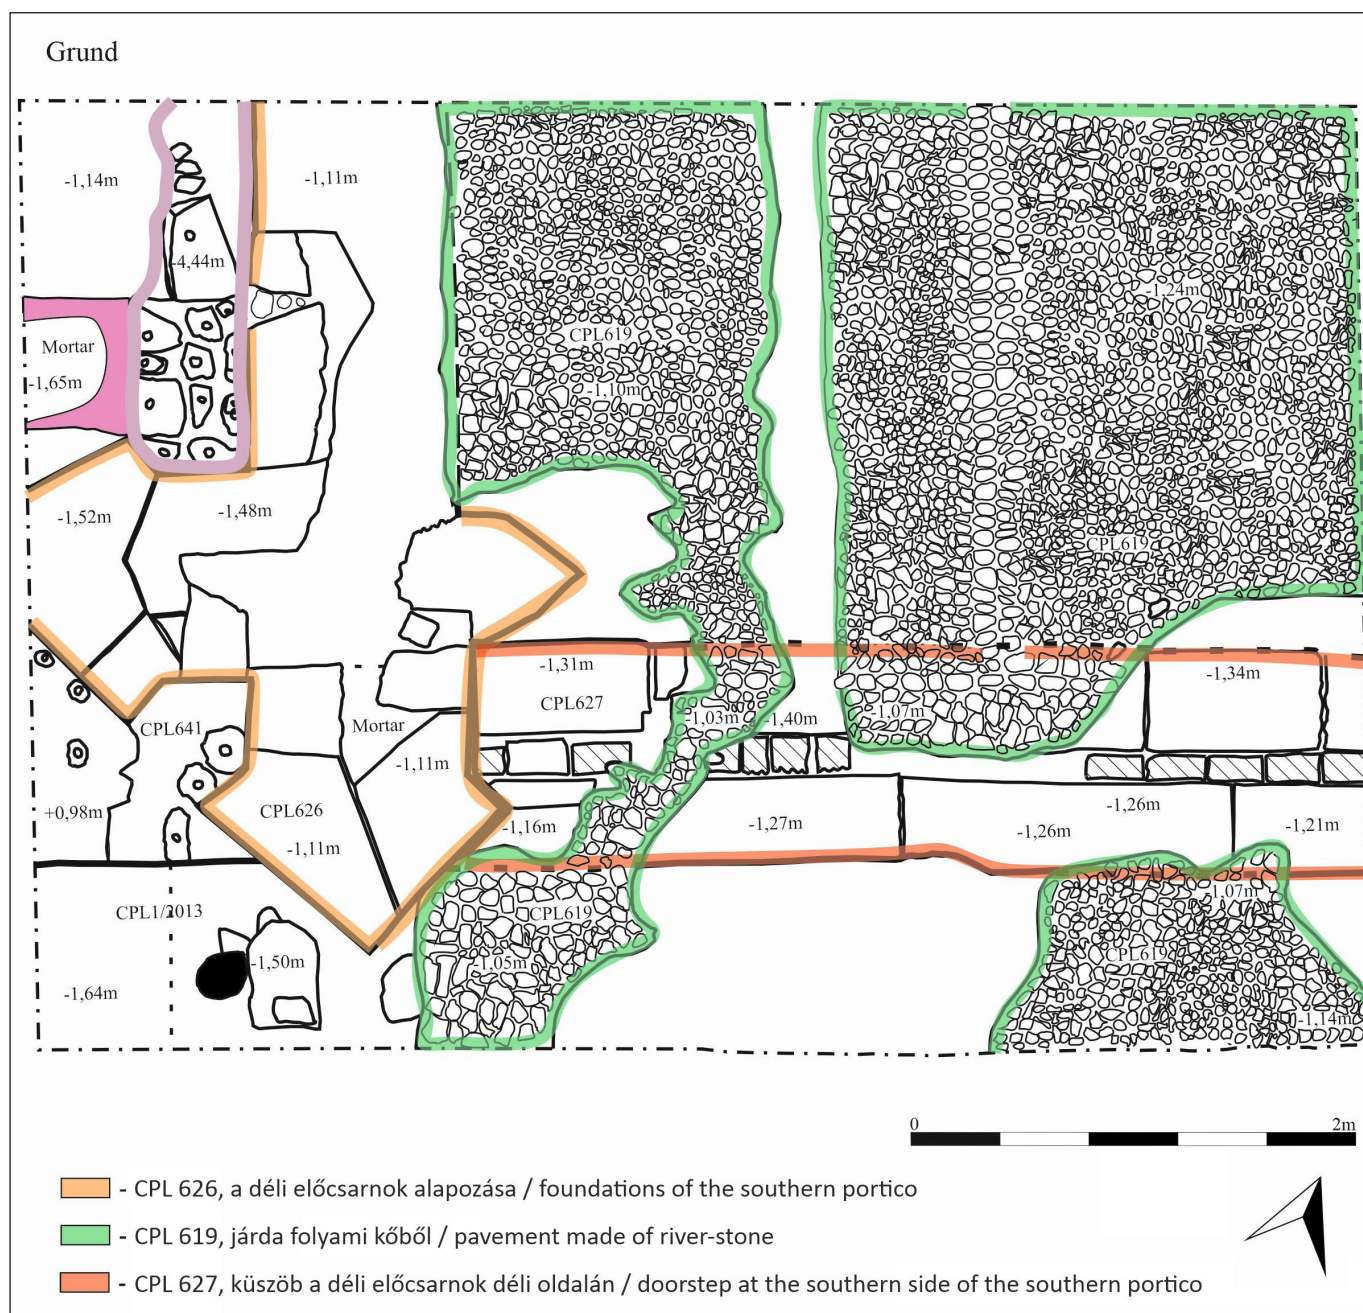 Grund
-1,14m
-1,11m
-4,44m
-1,24m
CPL619
Mortar
-1,65m
-1,10m
-1,52m
-1,48m
CPL619
-1,31m
-1,34m
CPL627
-1,03m
-1,40m
-1,07m
CPL641
Mortar
-1,11m
+0,98m
CPL626
-1,16m
-1,27m
-1,26m
-1,26m
-1,21m
-1,11m
-1,07m
CPL1/2013
CPL619
CPL619
-1,50m
-1,05m
-1,64m
-1,14m
0
2m
- CPL 626, a déli előcsarnok alapozása / foundations of the southern portico
- CPL 619, járda folyami kőből / pavement made of river-stone
- CPL 627, küszöb a déli előcsarnok déli oldalán / doorstep at the southern side of the southern portico